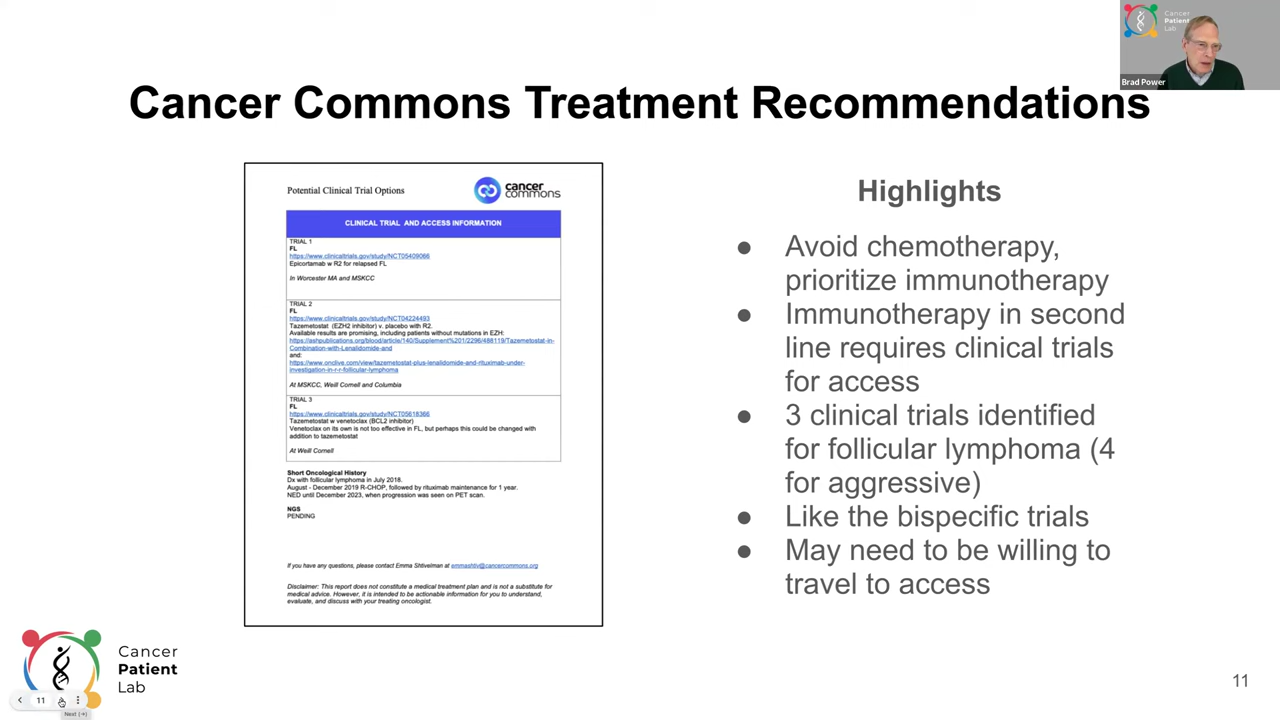 Cancer
Patient
Lab
Brad Power
Cancer Commons Treatment Recommendations
Potential Clinical Trial Options
cancer
commons
CLINICAL TRIAL AND ACCESS INFORMATION
TRIAL 1
FL
https://www.clinicaltrials.gov/study/NCT05409066
Epicortamab w R2 for relapsed FL
In Worcester MA and MSKCC
TRIAL 2
FL
https://www.clinicaltrials.gov/study/NCT04224493
Tazemetostat (EZH2 inhibitor) v. placebo with R2.
Available results are promising, including patients without mutations in EZH:
https://ashpublications.org/blood/article/140/Supplement%201/2296/488119/Tazemetostat-in-
Combination-with-Lenalidomide-and
and:
https://www.onclive.com/view/tazemetostat-plus-lenalidomide-and-rituximab-under-
investigation-in-r-r-follicular-lymphoma
At MSKCC, Weill Cornell and Columbia
TRIAL 3
FL
https://www.clinicaltrials.gov/study/NCT05618366
Tazemetostat w venetoclax (BCL2 inhibitor)
Venetoclax on its own is not too effective in FL, but perhaps this could be changed with
addition to tazemetostat
At Weill Cornell
Short Oncological History
Dx with follicular lymphoma in July 2018.
August - December 2019 R-CHOP, followed by rituximab maintenance for 1 year.
NED until December 2023, when progression was seen on PET scan.
NGS
PENDING
If you have any questions, please contact Emma Shtivelman at emmashtiv@cancercommons.org
Disclaimer: This report does not constitute a medical treatment plan and is not a substitute for
medical advice. However, it is intended to be actionable information for you to understand,
evaluate, and discuss with your treating oncologist.
Highlights
● Avoid chemotherapy,
prioritize immunotherapy
● Immunotherapy in second
line requires clinical trials
for access
● 3 clinical trials identified
for follicular lymphoma (4
for aggressive)
● Like the bispecific trials
● May need to be willing to
travel to access
Cancer
Patient
Lab
11
Next (→)
11